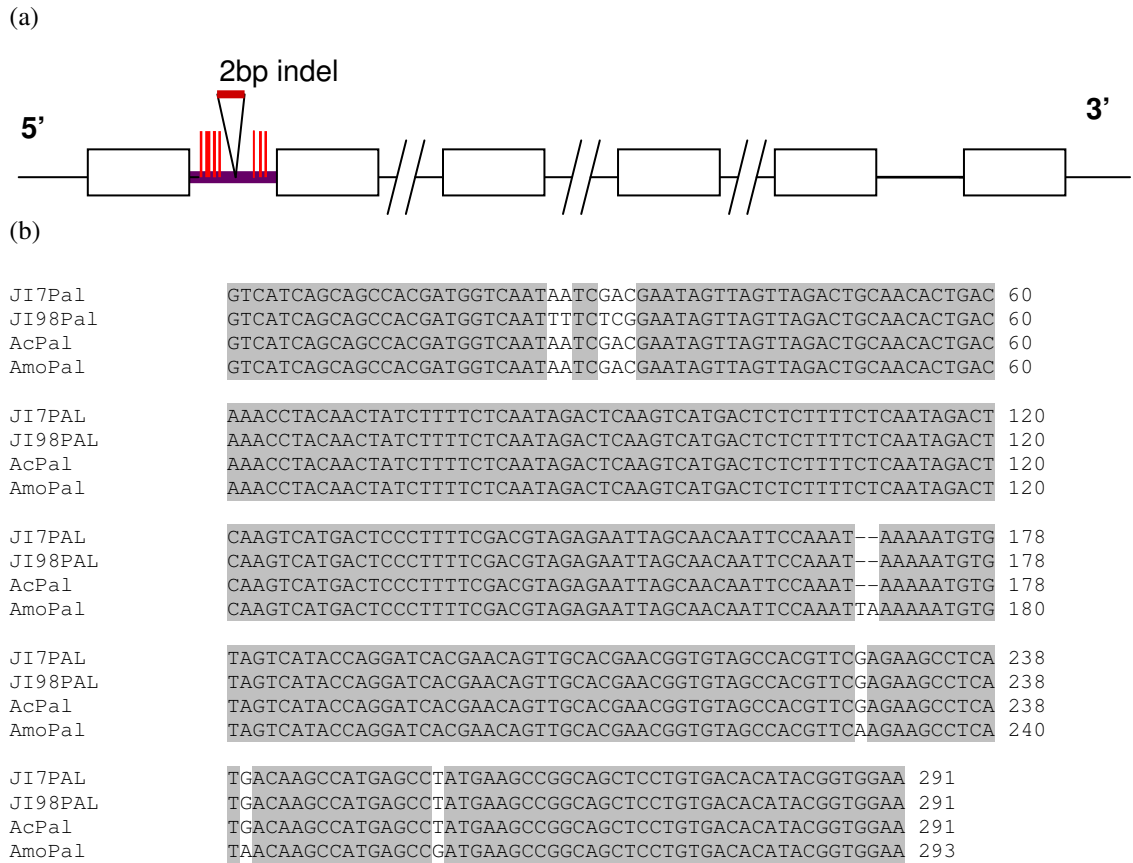 (a)
2bp indel
5’
3’
(b)
JI7Pal GTCATCAGCAGCCACGATGGTCAATAATCGACGAATAGTTAGTTAGACTGCAACACTGAC 60
JI98Pal GTCATCAGCAGCCACGATGGTCAATTTTCTCGGAATAGTTAGTTAGACTGCAACACTGAC 60
AcPal GTCATCAGCAGCCACGATGGTCAATAATCGACGAATAGTTAGTTAGACTGCAACACTGAC 60
AmoPal GTCATCAGCAGCCACGATGGTCAATAATCGACGAATAGTTAGTTAGACTGCAACACTGAC 60
JI7PAL AAACCTACAACTATCTTTTCTCAATAGACTCAAGTCATGACTCTCTTTTCTCAATAGACT 120
JI98PAL AAACCTACAACTATCTTTTCTCAATAGACTCAAGTCATGACTCTCTTTTCTCAATAGACT 120
AcPal AAACCTACAACTATCTTTTCTCAATAGACTCAAGTCATGACTCTCTTTTCTCAATAGACT 120
AmoPal AAACCTACAACTATCTTTTCTCAATAGACTCAAGTCATGACTCTCTTTTCTCAATAGACT 120
JI7PAL CAAGTCATGACTCCCTTTTCGACGTAGAGAATTAGCAACAATTCCAAAT--AAAAATGTG 178
JI98PAL CAAGTCATGACTCCCTTTTCGACGTAGAGAATTAGCAACAATTCCAAAT--AAAAATGTG 178
AcPal CAAGTCATGACTCCCTTTTCGACGTAGAGAATTAGCAACAATTCCAAAT--AAAAATGTG 178
AmoPal CAAGTCATGACTCCCTTTTCGACGTAGAGAATTAGCAACAATTCCAAATTAAAAAATGTG 180
JI7PAL TAGTCATACCAGGATCACGAACAGTTGCACGAACGGTGTAGCCACGTTCGAGAAGCCTCA 238
JI98PAL TAGTCATACCAGGATCACGAACAGTTGCACGAACGGTGTAGCCACGTTCGAGAAGCCTCA 238
AcPal TAGTCATACCAGGATCACGAACAGTTGCACGAACGGTGTAGCCACGTTCGAGAAGCCTCA 238
AmoPal TAGTCATACCAGGATCACGAACAGTTGCACGAACGGTGTAGCCACGTTCAAGAAGCCTCA 240
JI7PAL TGACAAGCCATGAGCCTATGAAGCCGGCAGCTCCTGTGACACATACGGTGGAA 291
JI98PAL TGACAAGCCATGAGCCTATGAAGCCGGCAGCTCCTGTGACACATACGGTGGAA 291
AcPal TGACAAGCCATGAGCCTATGAAGCCGGCAGCTCCTGTGACACATACGGTGGAA 291
AmoPal TAACAAGCCATGAGCCGATGAAGCCGGCAGCTCCTGTGACACATACGGTGGAA 293